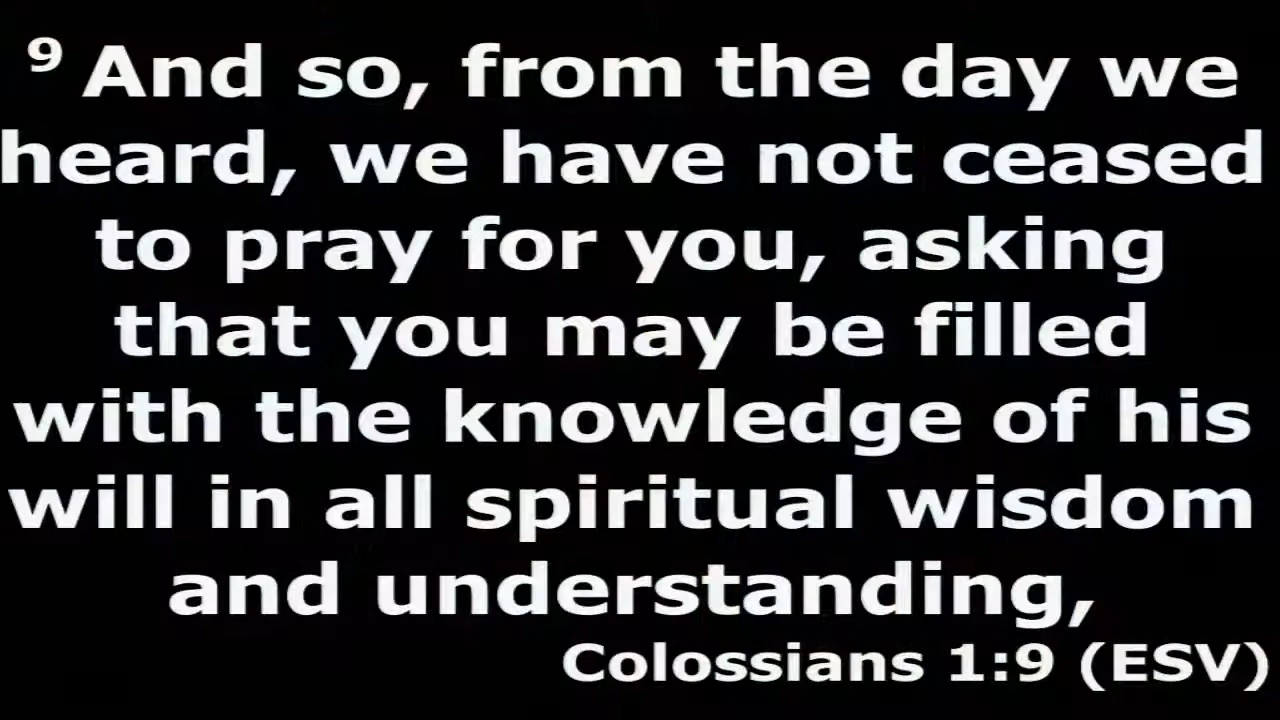 9 And so, from the day we
heard, we have not ceased
to pray for you, asking
that you may be filled
with the knowledge of his
will in all spiritual wisdom
and understanding,
Colossians 1:9 (ESV)